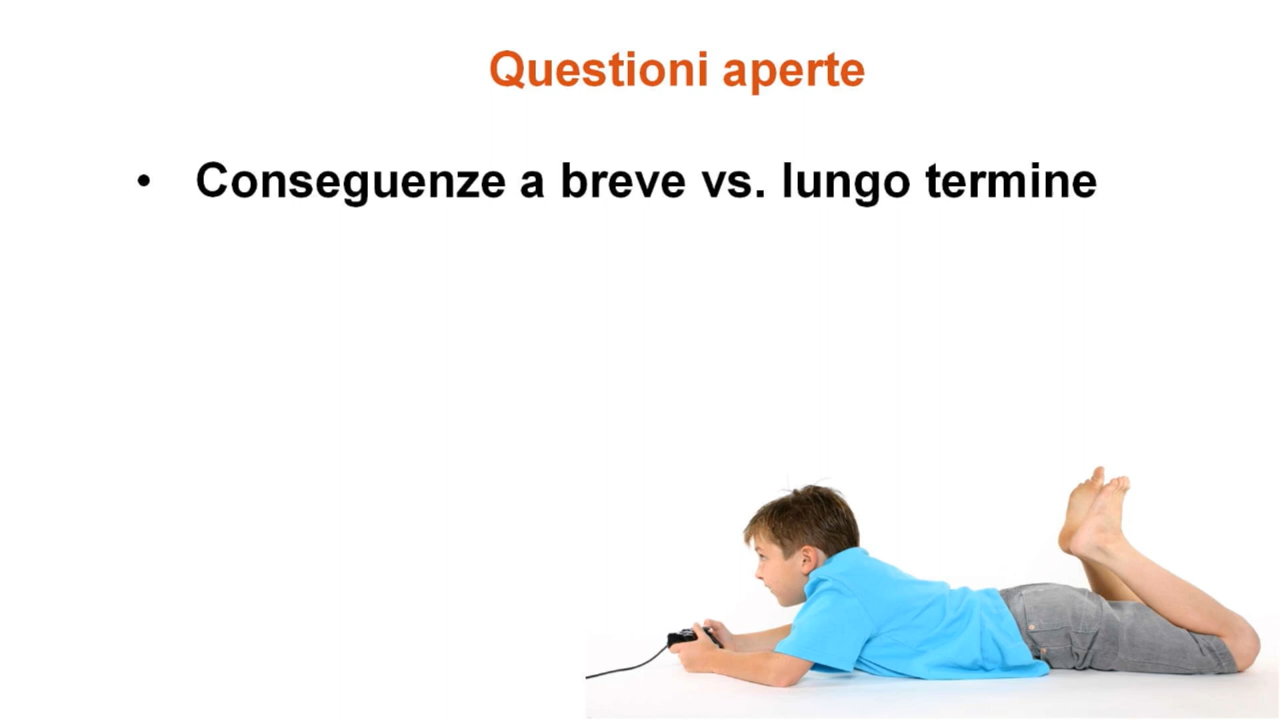 Questioni aperte
• Conseguenze a breve vs. lungo termine